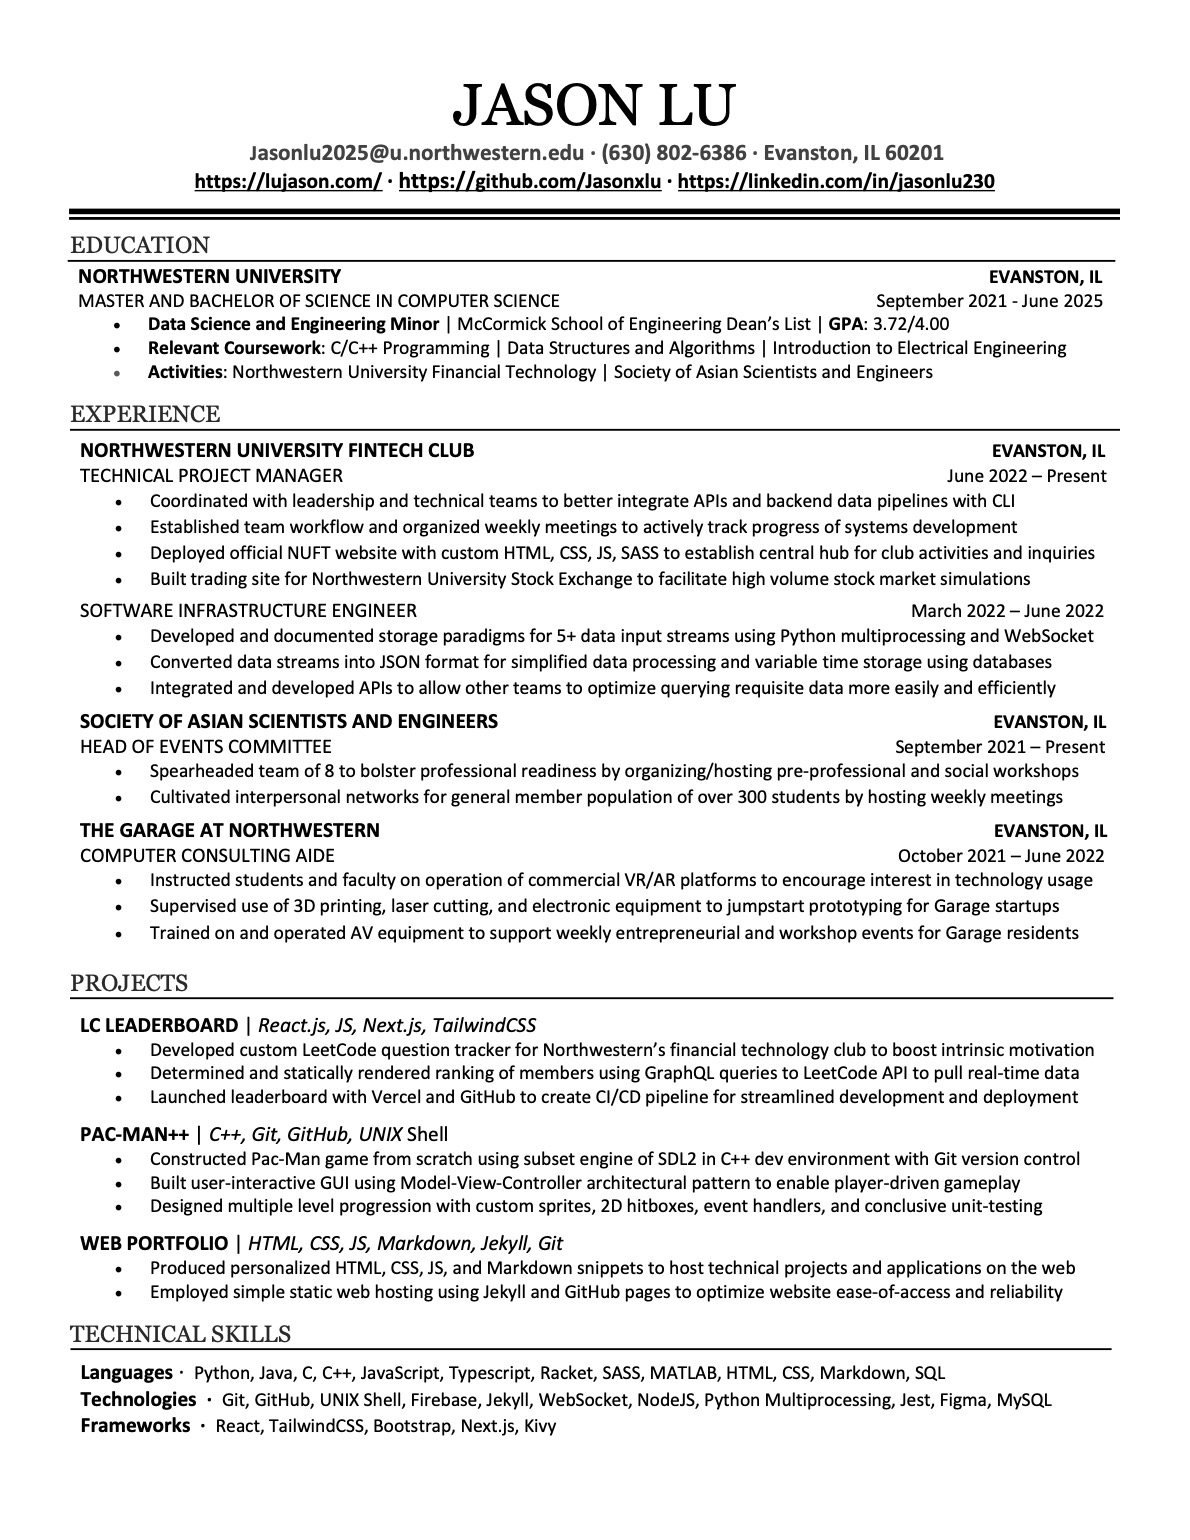 JASON LU
Jasonlu2025@u.northwestern.edu · (630) 802-6386 · Evanston, IL 60201
https://lujason.com/ · https://github.com/Jasonxlu · https://linkedin.com/in/jasonlu230
EDUCATION
NORTHWESTERN UNIVERSITY EVANSTON, IL
MASTER AND BACHELOR OF SCIENCE IN COMPUTER SCIENCE September 2021 - June 2025
• Data Science and Engineering Minor | McCormick School of Engineering Dean's List | GPA: 3.72/4.00
• Relevant Coursework: C/C++ Programming | Data Structures and Algorithms | Introduction to Electrical Engineering
• Activities: Northwestern University Financial Technology | Society of Asian Scientists and Engineers
EXPERIENCE
NORTHWESTERN UNIVERSITY FINTECH CLUB EVANSTON, IL
TECHNICAL PROJECT MANAGER June 2022 – Present
• Coordinated with leadership and technical teams to better integrate APIs and backend data pipelines with CLI
• Established team workflow and organized weekly meetings to actively track progress of systems development
• Deployed official NUFT website with custom HTML, CSS, JS, SASS to establish central hub for club activities and inquiries
• Built trading site for Northwestern University Stock Exchange to facilitate high volume stock market simulations
SOFTWARE INFRASTRUCTURE ENGINEER March 2022 – June 2022
• Developed and documented storage paradigms for 5+ data input streams using Python multiprocessing and WebSocket
• Converted data streams into JSON format for simplified data processing and variable time storage using databases
• Integrated and developed APIs to allow other teams to optimize querying requisite data more easily and efficiently
SOCIETY OF ASIAN SCIENTISTS AND ENGINEERS EVANSTON, IL
HEAD OF EVENTS COMMITTEE September 2021 – Present
• Spearheaded team of 8 to bolster professional readiness by organizing/hosting pre-professional and social workshops
• Cultivated interpersonal networks for general member population of over 300 students by hosting weekly meetings
THE GARAGE AT NORTHWESTERN EVANSTON, IL
COMPUTER CONSULTING AIDE October 2021 – June 2022
• Instructed students and faculty on operation of commercial VR/AR platforms to encourage interest in technology usage
• Supervised use of 3D printing, laser cutting, and electronic equipment to jumpstart prototyping for Garage startups
• Trained on and operated AV equipment to support weekly entrepreneurial and workshop events for Garage residents
PROJECTS
LC LEADERBOARD | React.js, JS, Next.js, TailwindCSS
• Developed custom LeetCode question tracker for Northwestern's financial technology club to boost intrinsic motivation
• Determined and statically rendered ranking of members using GraphQL queries to LeetCode API to pull real-time data
• Launched leaderboard with Vercel and GitHub to create CI/CD pipeline for streamlined development and deployment
PAC-MAN++ | C++, Git, GitHub, UNIX Shell
• Constructed Pac-Man game from scratch using subset engine of SDL2 in C++ dev environment with Git version control
• Built user-interactive GUI using Model-View-Controller architectural pattern to enable player-driven gameplay
• Designed multiple level progression with custom sprites, 2D hitboxes, event handlers, and conclusive unit-testing
WEB PORTFOLIO | HTML, CSS, JS, Markdown, Jekyll, Git
• Produced personalized HTML, CSS, JS, and Markdown snippets to host technical projects and applications on the web
• Employed simple static web hosting using Jekyll and GitHub pages to optimize website ease-of-access and reliability
TECHNICAL SKILLS
Languages · Python, Java, C, C++, JavaScript, Typescript, Racket, SASS, MATLAB, HTML, CSS, Markdown, SQL
Technologies · Git, GitHub, UNIX Shell, Firebase, Jekyll, WebSocket, NodeJS, Python Multiprocessing, Jest, Figma, MySQL
Frameworks · React, TailwindCSS, Bootstrap, Next.js, Kivy